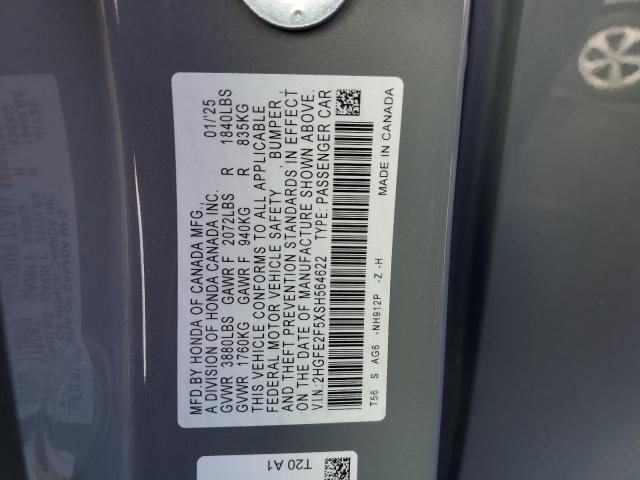 MFD.BY HONDA OF CANADA MFG., 01/'25
A DIVISION OF HONDA CANADA INC.
GVWR 3880LBS GAWR F 2072LBS R 1840LBS
GVWR 1760KG GAWR F 940KG R 835KG
THIS VEHICLE CONFORMS TO ALL APPLICABLE
FEDERAL MOTOR VEHICLE SAFETY, BUMPER,
AND THEFT PREVENTION STANDARDS IN EFFECT
ON THE DATE OF MANUFACTURE SHOWN ABOVE.
V.I.N:2HGFE2F5XSH564622 TYPE:PASSENGER CAR
T56 S AG6 -NH912P -Z -H MADE IN CANADA
T20 A1